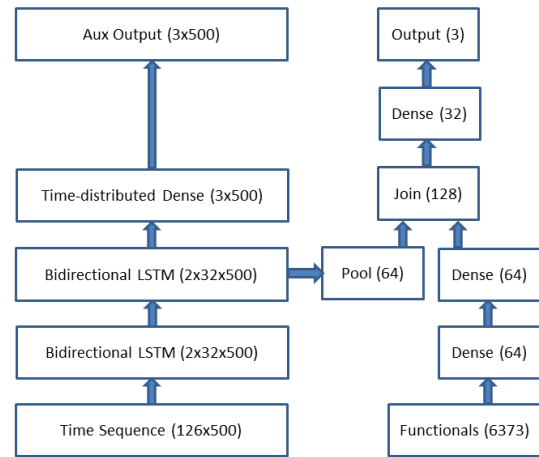 Aux Output (3x500)
Output (3)
Dense (32)
Time-distributed Dense (3x500)
Join (128)
Bidirectional LSTM (2x32x500)
Pool (64)
Dense (64)
Bidirectional LSTM (2x32x500)
Dense (64)
Time Sequence (126x500)
Functionals (6373)